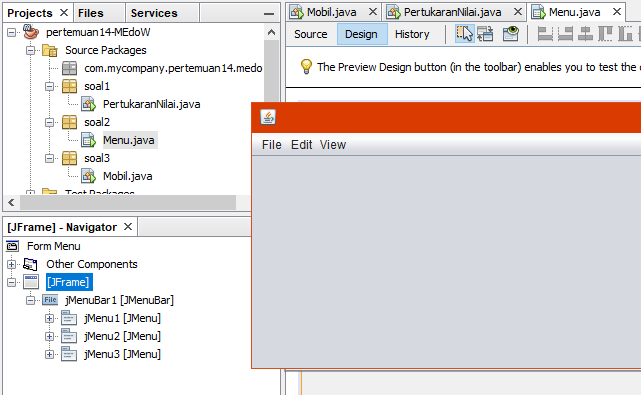 Projects Files Services
pertemuan14-MEdoW
Source Packages
com.mycompany.pertemuan14.medo
soal1
PertukaranNilai.java
soal2
Menu.java
soal3
Mobil.java
Test Packages
[JFrame] - Navigator
Form Menu
Other Components
[JFrame]
File jMenuBar1 [JMenuBar]
jMenu1 [JMenu]
jMenu2 [JMenu]
jMenu3 [JMenu]
Mobil.java PertukaranNilai.java Menu.java
Source Design History
The Preview Design button (in the toolbar) enables you to test the
File Edit View